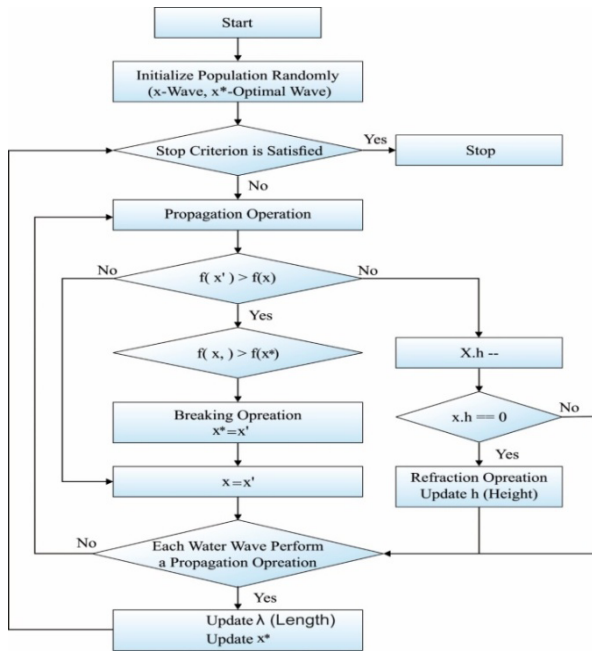 Start
Initialize Population Randomly
(x-Wave, x*-Optimal Wave)
Stop Criterion is Satisfied
Yes
Stop
No
Propagation Operation
No
f( x' ) > f(x)
No
Yes
f( x, ) > f(x*)
X.h --
Breaking Opreation
x*=x'
x.h == 0
No
Yes
x=x'
Refraction Opreation
Update h (Height)
No
Each Water Wave Perform
a Propagation Opreation
Yes
Update λ (Length)
Update x*